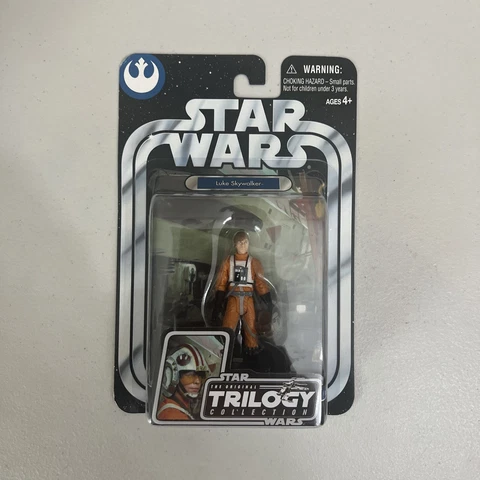 WARNING:
CHOKING HAZARD – Small parts.
Not for children under 3 years.
AGES 4+
STAR
WARS
Luke Skywalker
STAR
THE ORIGINAL
TRILOGY
COLLECTION
WARS